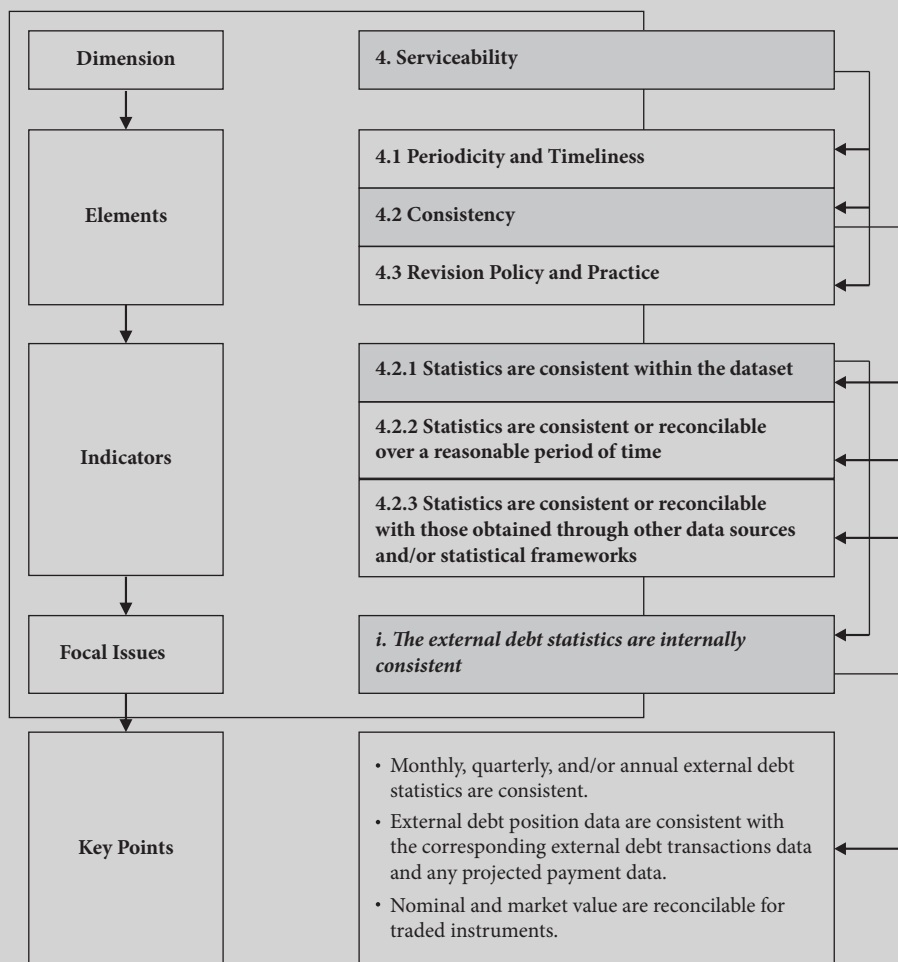 Dimension
4. Serviceability
Elements
4.1 Periodicity and Timeliness
4.2 Consistency
4.3 Revision Policy and Practice
Indicators
4.2.1 Statistics are consistent within the dataset
4.2.2 Statistics are consistent or reconcilable
over a reasonable period of time
4.2.3 Statistics are consistent or reconcilable
with those obtained through other data sources
and/or statistical frameworks
Focal Issues
i. The external debt statistics are internally
consistent
Key Points
• Monthly, quarterly, and/or annual external debt
statistics are consistent.
• External debt position data are consistent with
the corresponding external debt transactions data
and any projected payment data.
• Nominal and market value are reconcilable for
traded instruments.